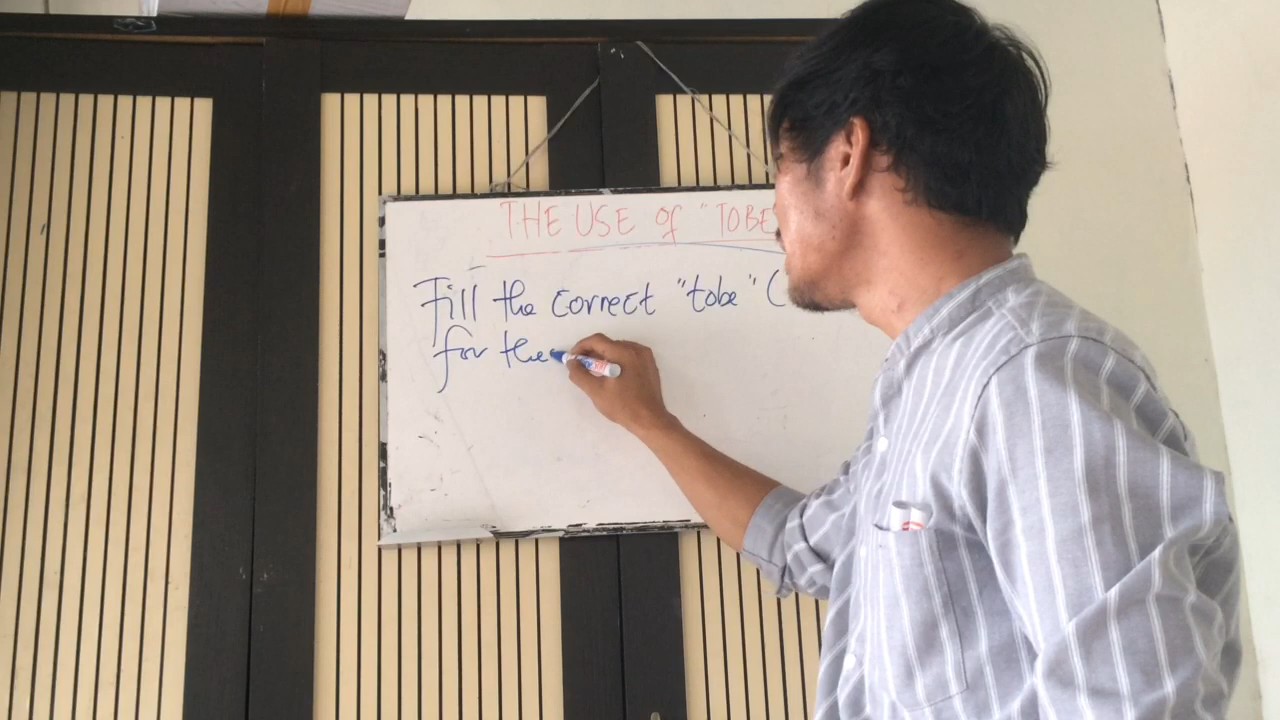 THE USE of "TOBE"
Fill the correct "tobe" (
for the